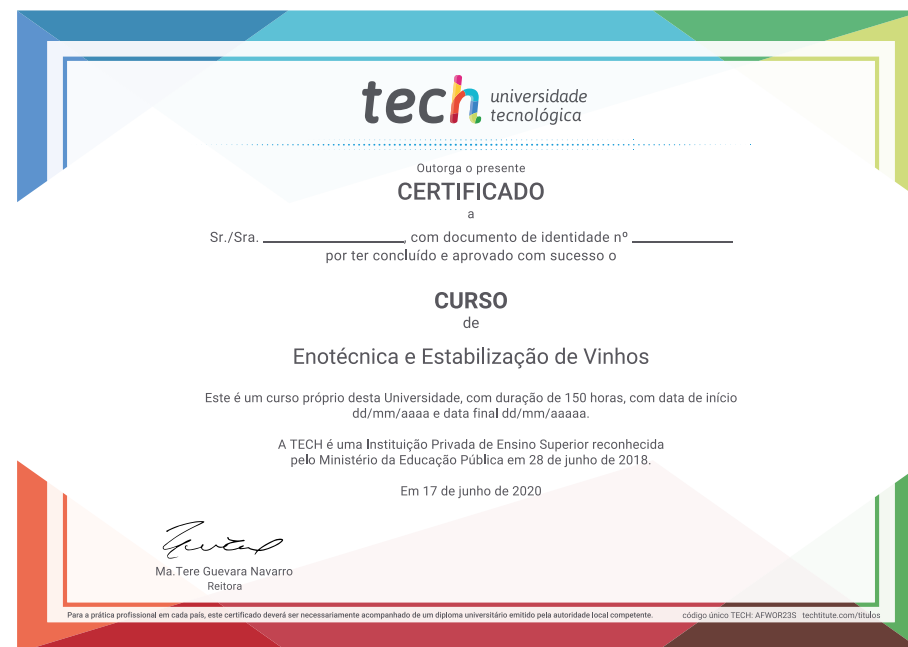 tech universidade
tecnológica
Outorga o presente
CERTIFICADO
a
Sr./Sra. ____________, com documento de identidade nº ____________
por ter concluído e aprovado com sucesso o
CURSO
de
Enotécnica e Estabilização de Vinhos
Este é um curso próprio desta Universidade, com duração de 150 horas, com data de início
dd/mm/aaaa e data final dd/mm/aaaaa.
A TECH é uma Instituição Privada de Ensino Superior reconhecida
pelo Ministério da Educação Pública em 28 de junho de 2018.
Em 17 de junho de 2020
Ma.Tere Guevara Navarro
Reitora
Para a prática profissional em cada país, este certificado deverá ser necessariamente acompanhado de um diploma universitário emitido pela autoridade local competente. código único TECH: AFWOR23S techtitute.com/titulos